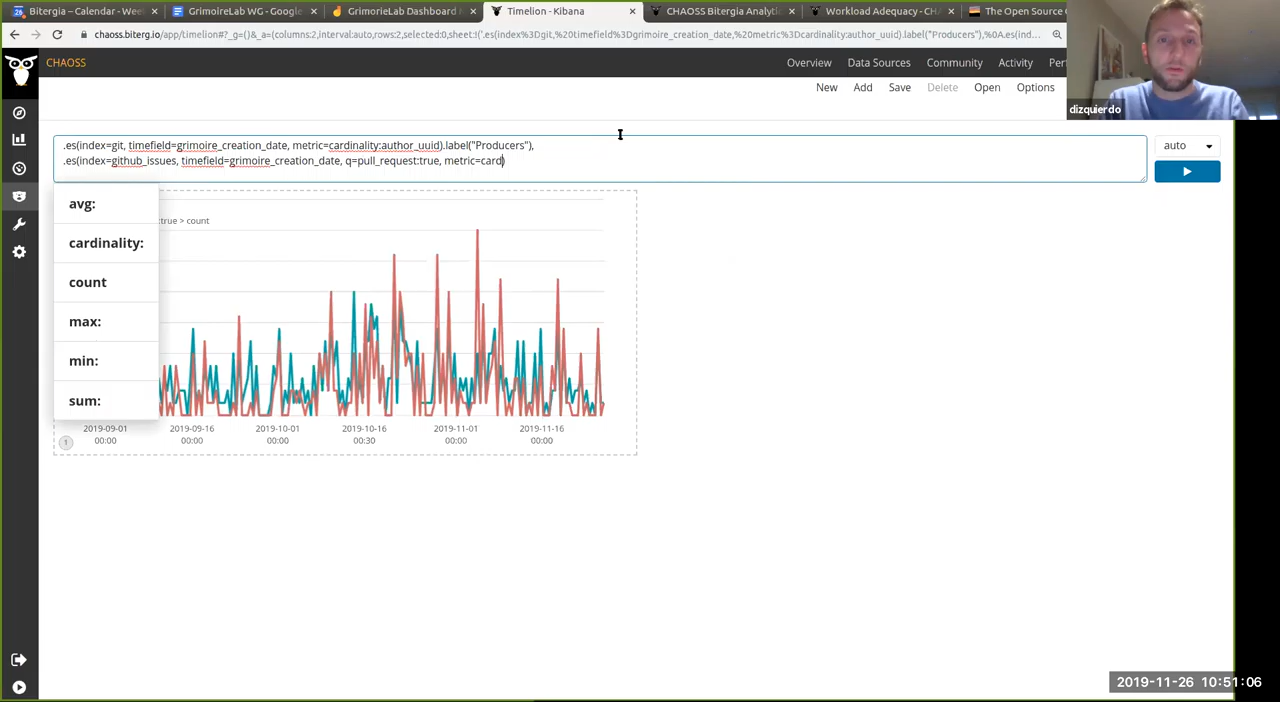 Bitergia – Calendar - Wee
GrimoireLab WG - Google
GrimorieLab Dashboard
Timelion - Kibana
CHAOSS Bitergia Analyti
Workload Adequacy - CHA
The Open Source
chaoss.biterg.io/app/timelion#?_g=()&_a=(columns:2,interval:auto,rows:2,selected:0,sheet:!('.es(index%3Dgit,%20timefield%3Dgrimoire_creation_date,%20metric%3Dcardinality:author_uuid).label("Producers"),%0A.es(ind...
CHAOSS
Overview
Data Sources
Community
Activity
New
Add
Save
Delete
Open
Options
dizquierdo
.es(index=git, timefield=grimoire_creation_date, metric=cardinality:author_uuid).label("Producers"),
.es(index=github_issues, timefield=grimoire_creation_date, q=pull_request:true, metric=card)
auto
avg:
cardinality:
count
max:
min:
sum:
:true > count
2019-09-01
00:00
2019-09-16
00:00
2019-10-01
00:00
2019-10-16
00:30
2019-11-01
00:00
2019-11-16
00:00
1
2019-11-26 10:51:06